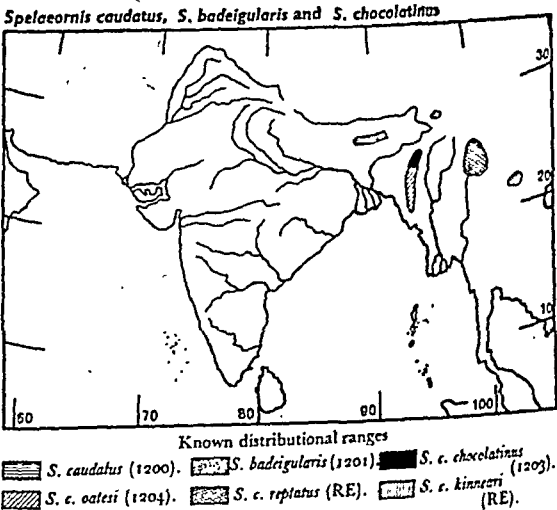 Spelaeornis caudatus, S. badeigularis and S. chocolatinus
30
20
10
60
70
80
90
100
Known distributional ranges
S. caudatus (1200). S. badeigularis (1201). S. c. chocolatinus (1203).
S. c. oatesi (1204). S. c. reptatus (RE). S. c. kinneari (RE).